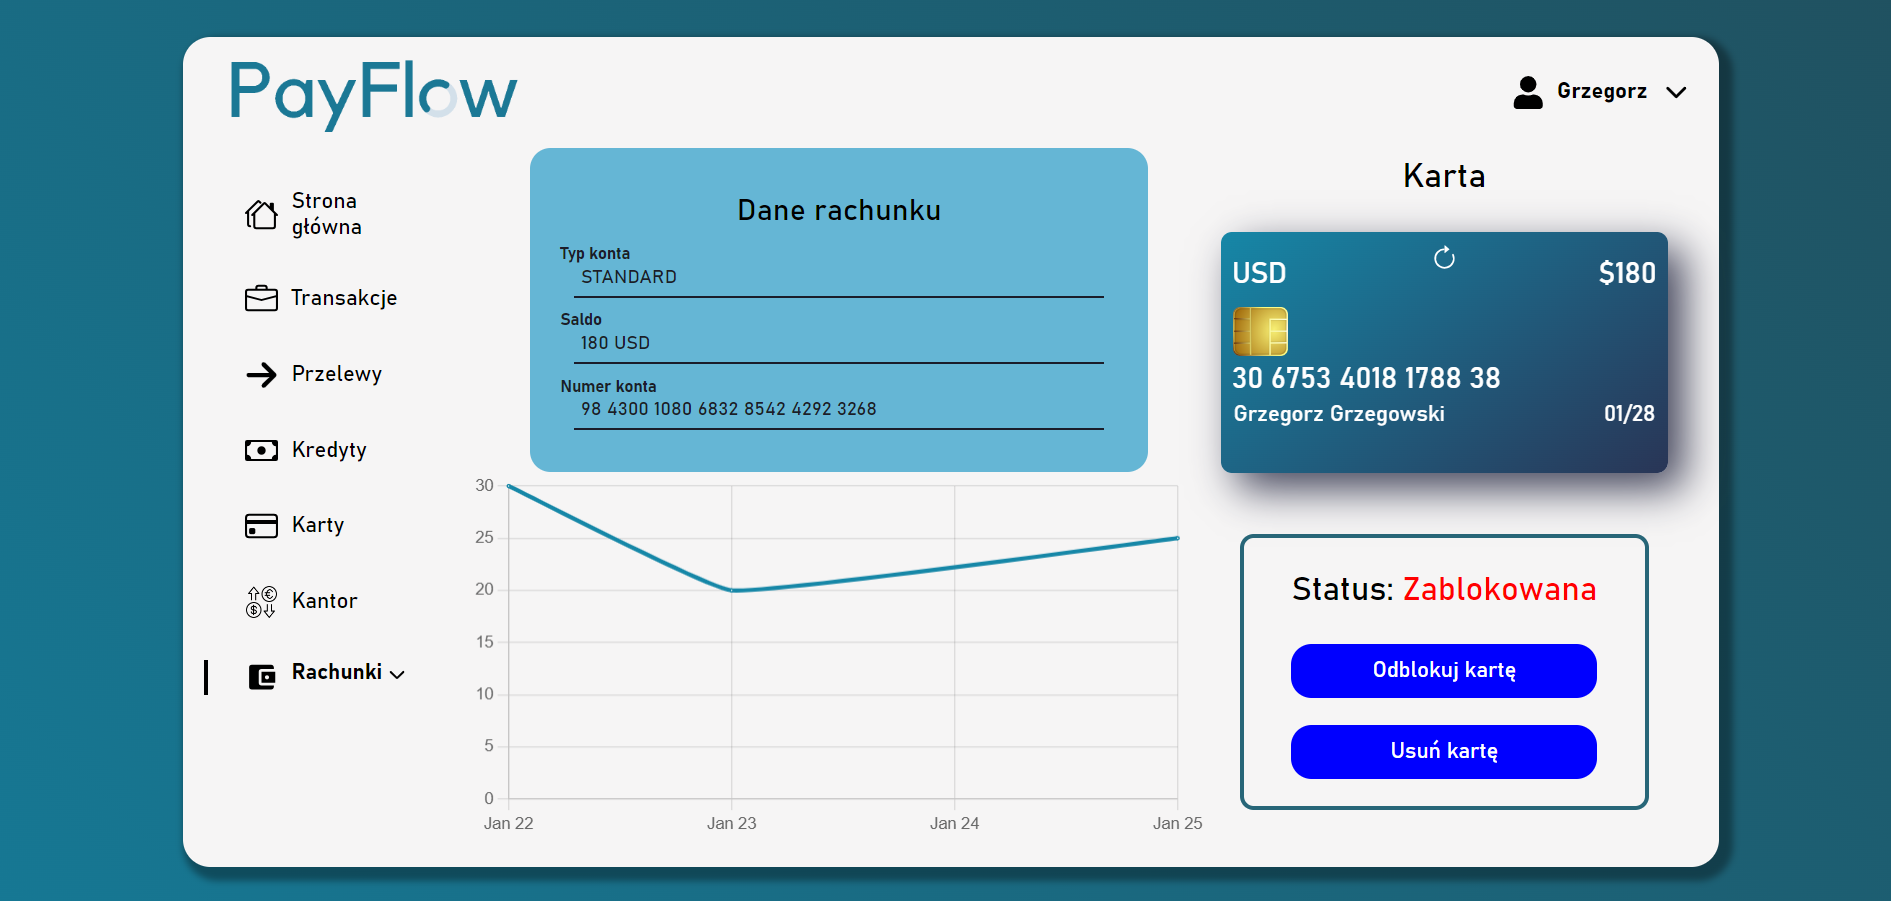 PayFlow
Grzegorz
Strona
główna
Transakcje
Przelewy
Kredyty
Karty
Kantor
Rachunki
Dane rachunku
Typ konta
STANDARD
Saldo
180 USD
Numer konta
98 4300 1080 6832 8542 4292 3268
30
25
20
15
10
5
0
Jan 22
Jan 23
Jan 24
Jan 25
Karta
USD
$180
30 6753 4018 1788 38
Grzegorz Grzegowski
01/28
Status: Zablokowana
Odblokuj kartę
Usuń kartę